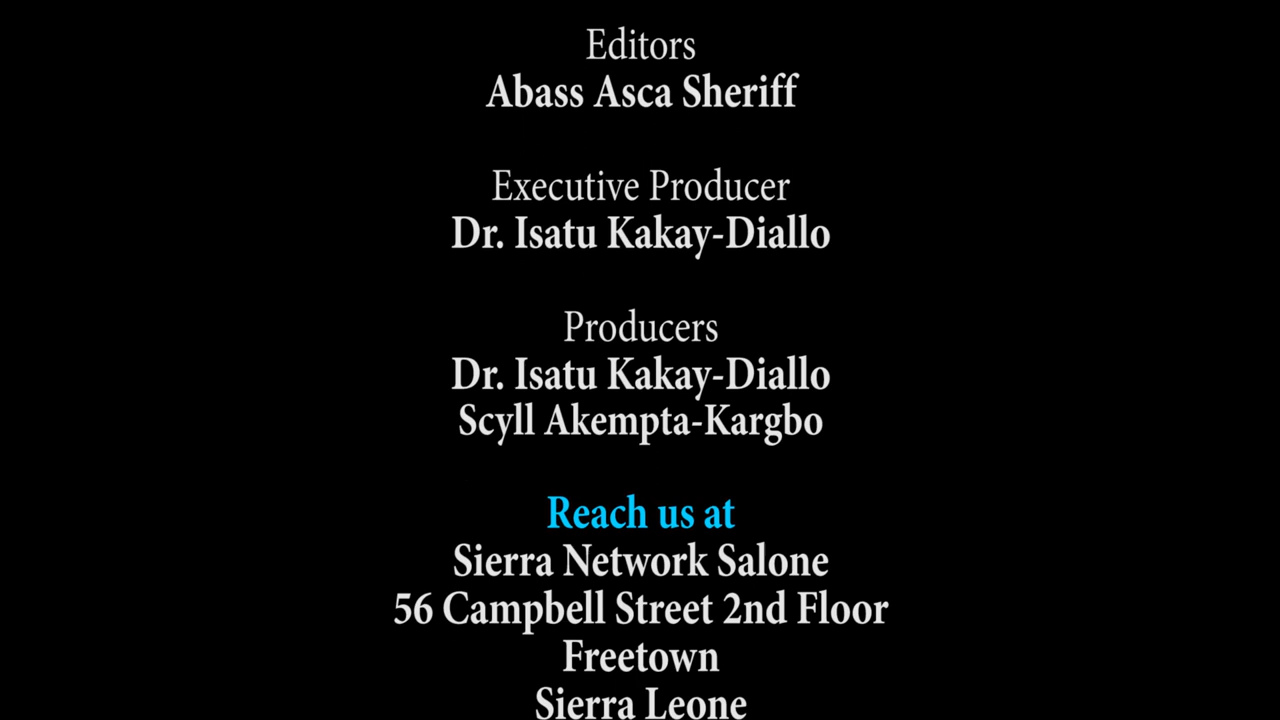 Editors
Abass Asca Sheriff
Executive Producer
Dr. Isatu Kakay-Diallo
Producers
Dr. Isatu Kakay-Diallo
Scyll Akempta-Kargbo
Reach us at
Sierra Network Salone
56 Campbell Street 2nd Floor
Freetown
Sierra Leone